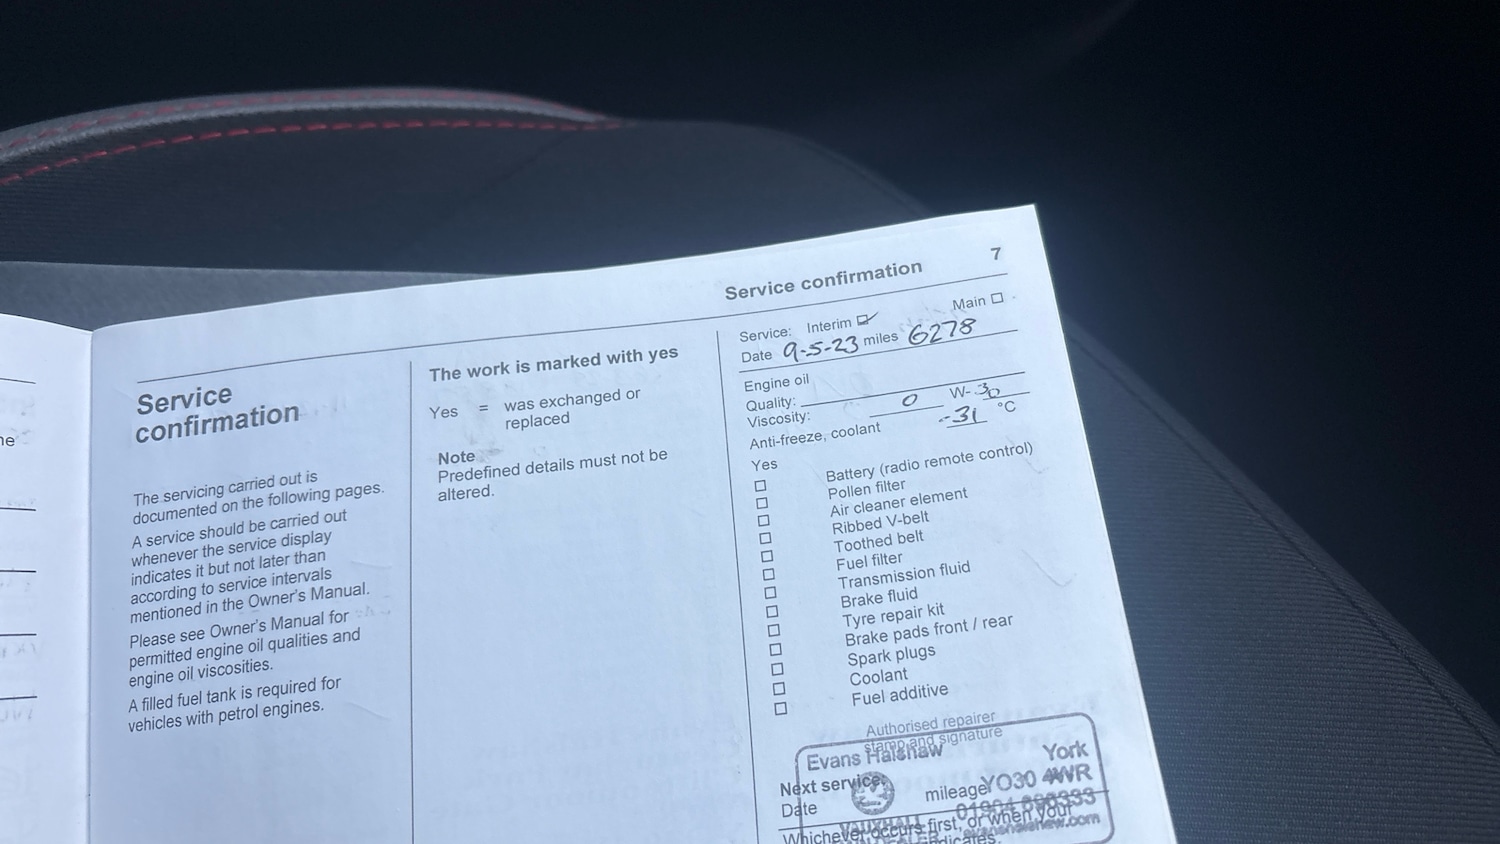 ne
Service
confirmation
The servicing carried out is
documented on the following pages.
A service should be carried out
whenever the service display
indicates it but not later than
according to service intervals
mentioned in the Owner's Manual.
Please see Owner's Manual for
permitted engine oil qualities and
engine oil viscosities.
A filled fuel tank is required for
vehicles with petrol engines.
The work is marked with yes
Yes = was exchanged or
replaced
Note
Predefined details must not be
altered.
Service confirmation 7
Service: Interim Main
Date 9-5-23 miles 6278
Engine oil
Quality:
Viscosity: 0 W-30
Anti-freeze, coolant -31 °C
Yes
Battery (radio remote control)
Pollen filter
Air cleaner element
Ribbed V-belt
Toothed belt
Fuel filter
Transmission fluid
Brake fluid
Tyre repair kit
Brake pads front / rear
Spark plugs
Coolant
Fuel additive
Authorised repairer
stamp and signature
Evans Halshaw York
Next service:
Date mileage
YO30 4WR
Whichever occurs first, or when your
evanshalshaw.com